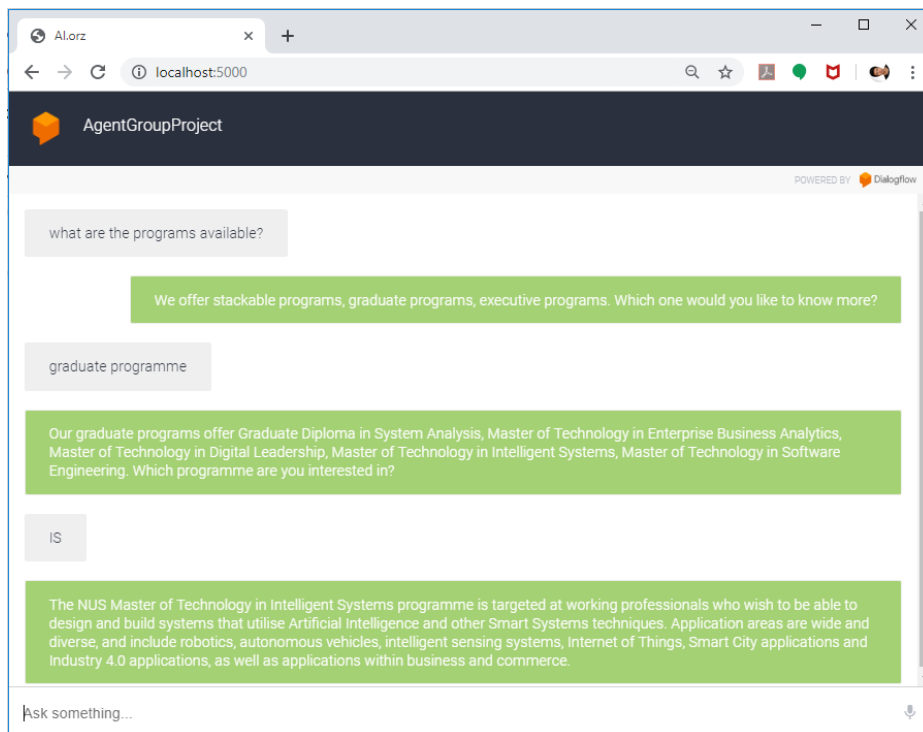 AI.orz
localhost:5000
AgentGroupProject
POWERED BY Dialogflow
what are the programs available?
We offer stackable programs, graduate programs, executive programs. Which one would you like to know more?
graduate programme
Our graduate programs offer Graduate Diploma in System Analysis, Master of Technology in Enterprise Business Analytics,
Master of Technology in Digital Leadership, Master of Technology in Intelligent Systems, Master of Technology in Software
Engineering. Which programme are you interested in?
IS
The NUS Master of Technology in Intelligent Systems programme is targeted at working professionals who wish to be able to
design and build systems that utilise Artificial Intelligence and other Smart Systems techniques. Application areas are wide and
diverse, and include robotics, autonomous vehicles, intelligent sensing systems, Internet of Things, Smart City applications and
Industry 4.0 applications, as well as applications within business and commerce.
Ask something...